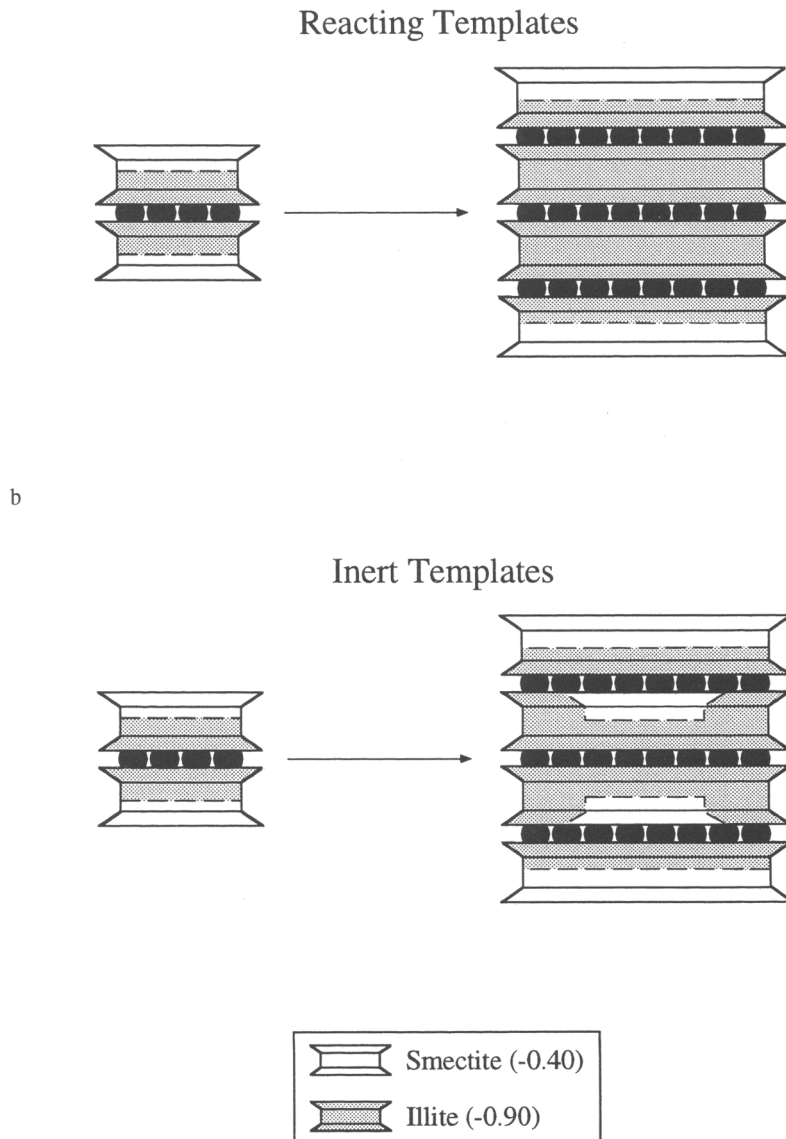 Reacting Templates
b
Inert Templates
Smectite (-0.40)
Illite (-0.90)